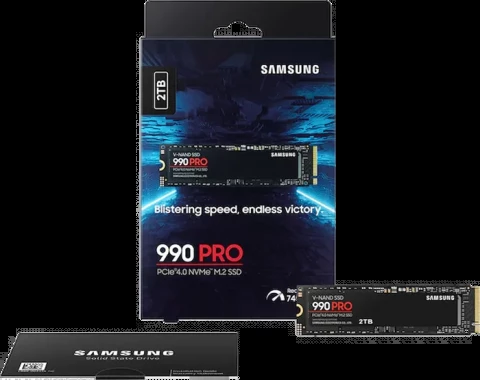 SAMSUNG
2TB
V-NAND SSD
990 PRO
SAMSUNG
Blistering speed, endless victory.
990 PRO
PCIe® 4.0 NVMe™ M.2 SSD
V-NAND SSD
990 PRO
SAMSUNG
2TB
SAMSUNG
Solid State Drive